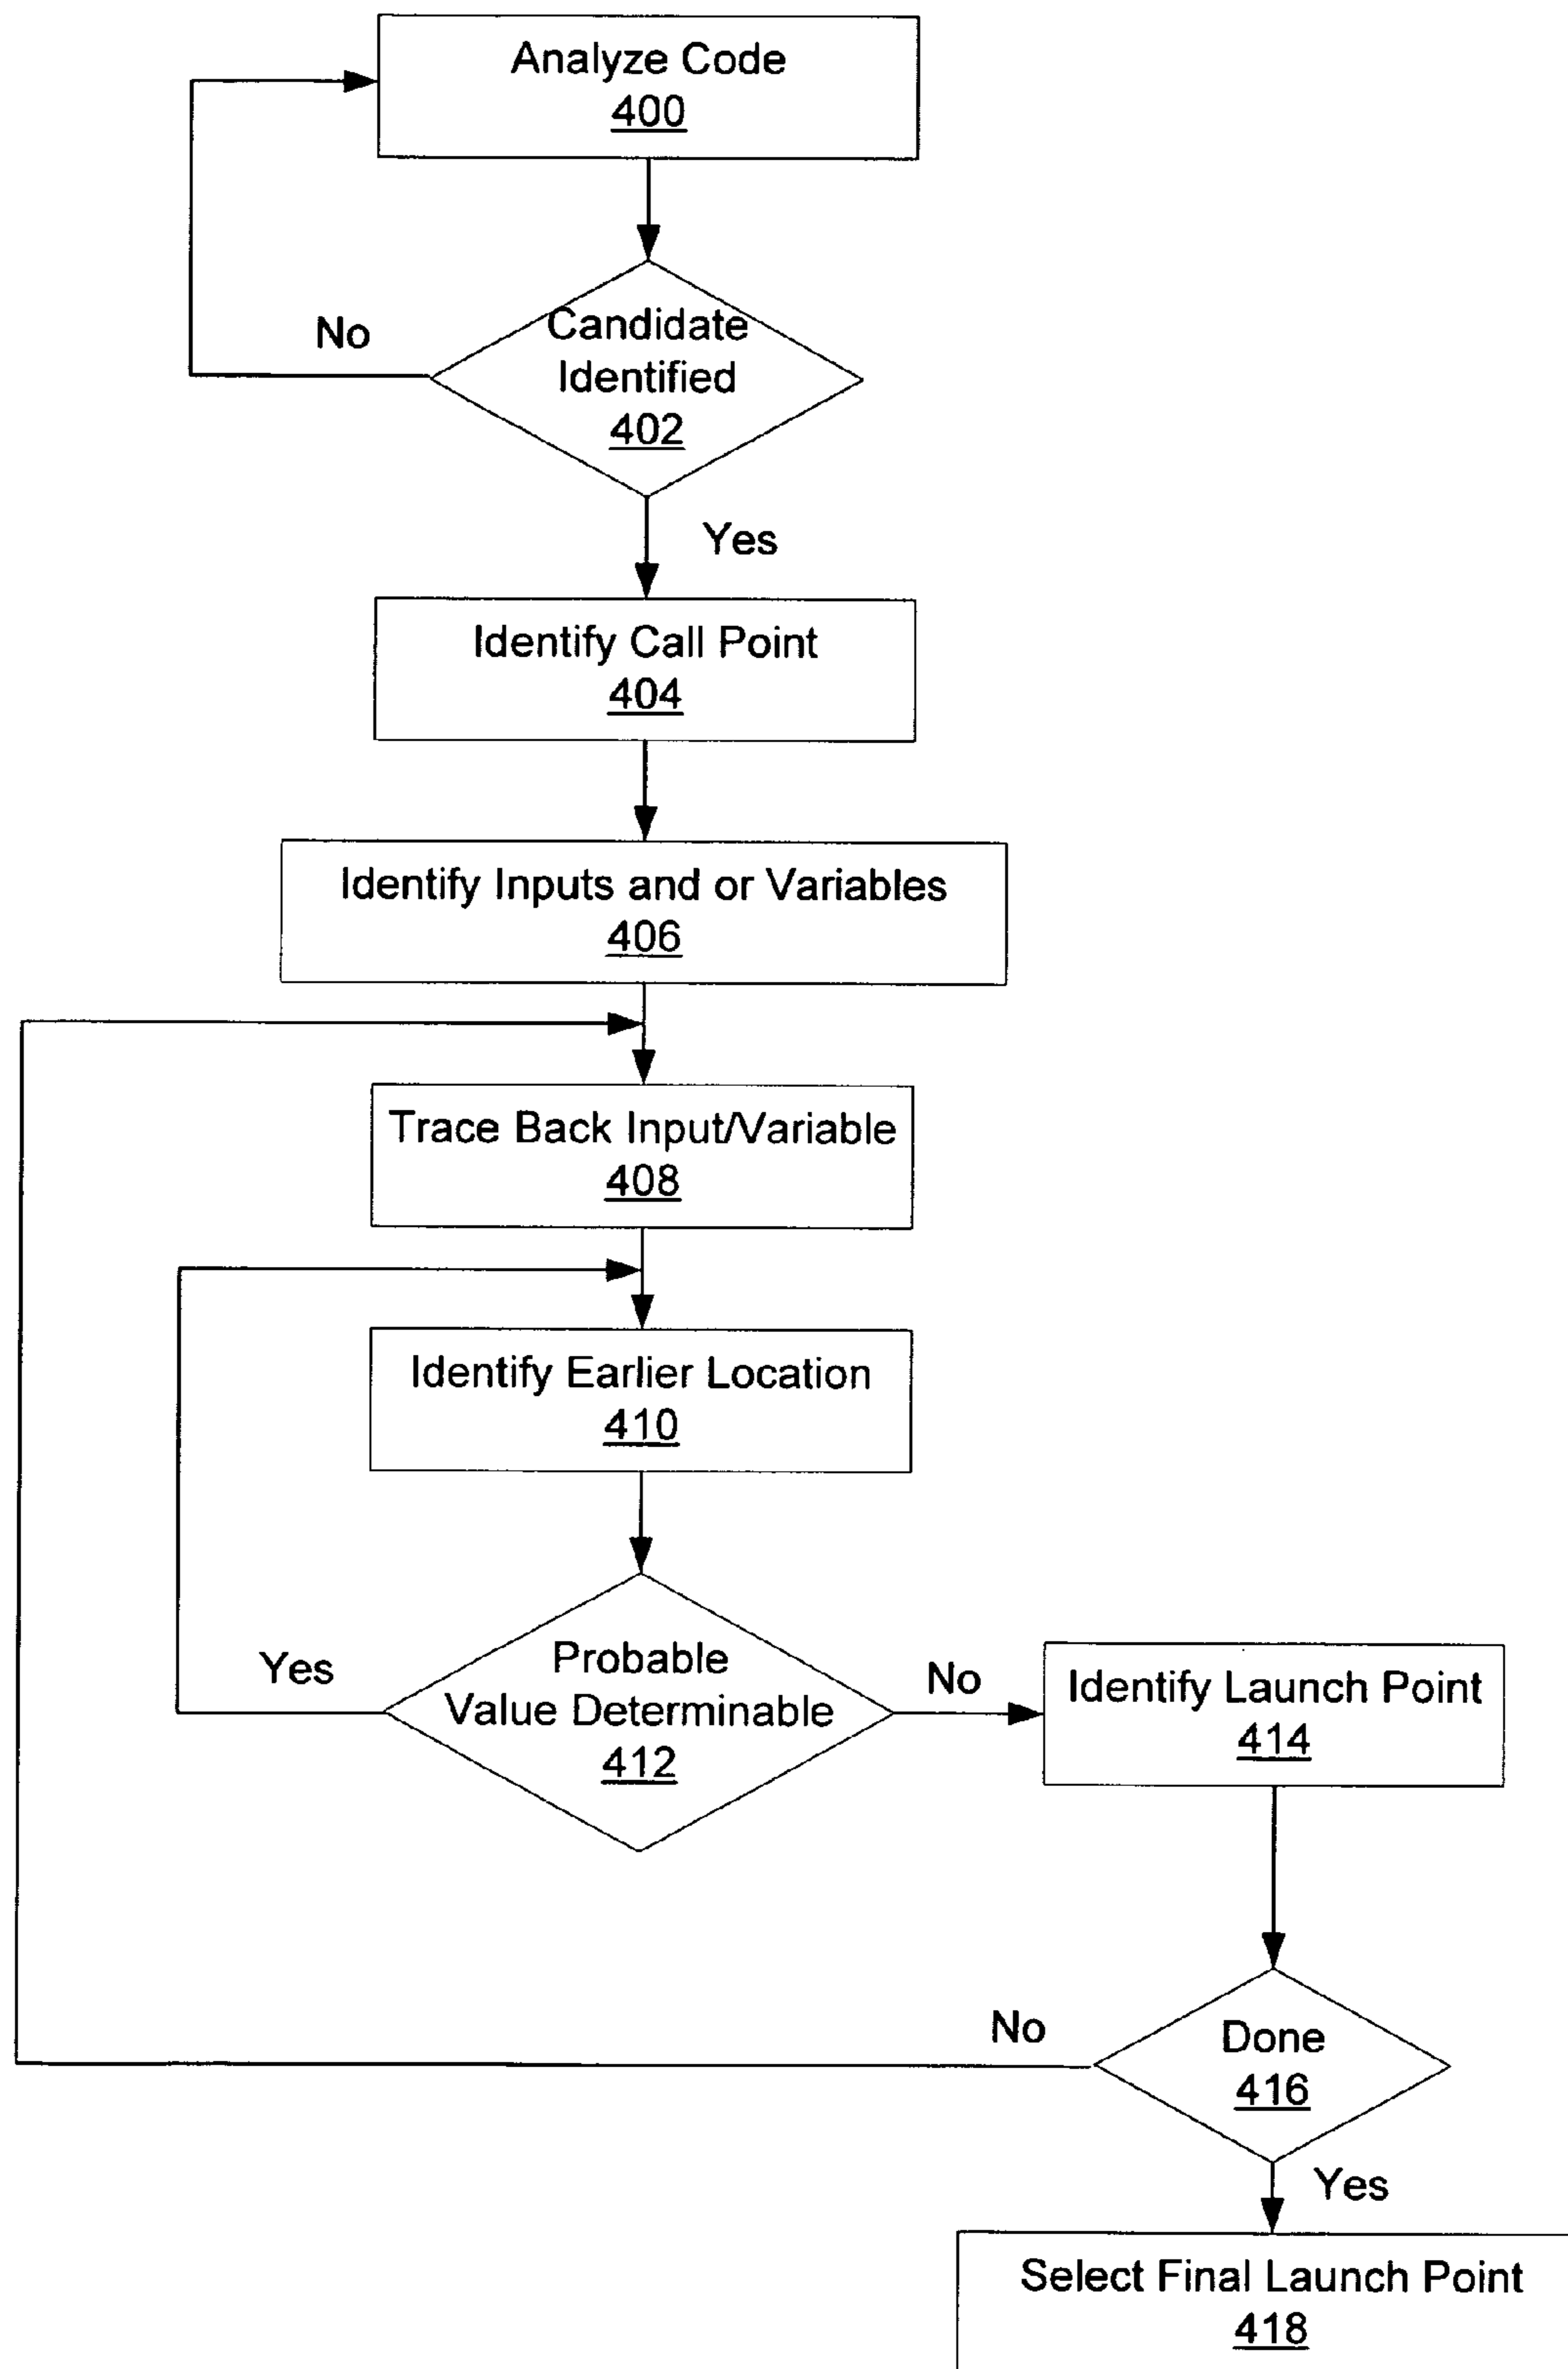 Analyze Code
400
No
Candidate
Identified
402
Yes
Identify Call Point
404
Identify Inputs and or Variables
406
Trace Back Input/Variable
408
Identify Earlier Location
410
Yes
Probable
Value Determinable
412
No
Identify Launch Point
414
No
Done
416
Yes
Select Final Launch Point
418